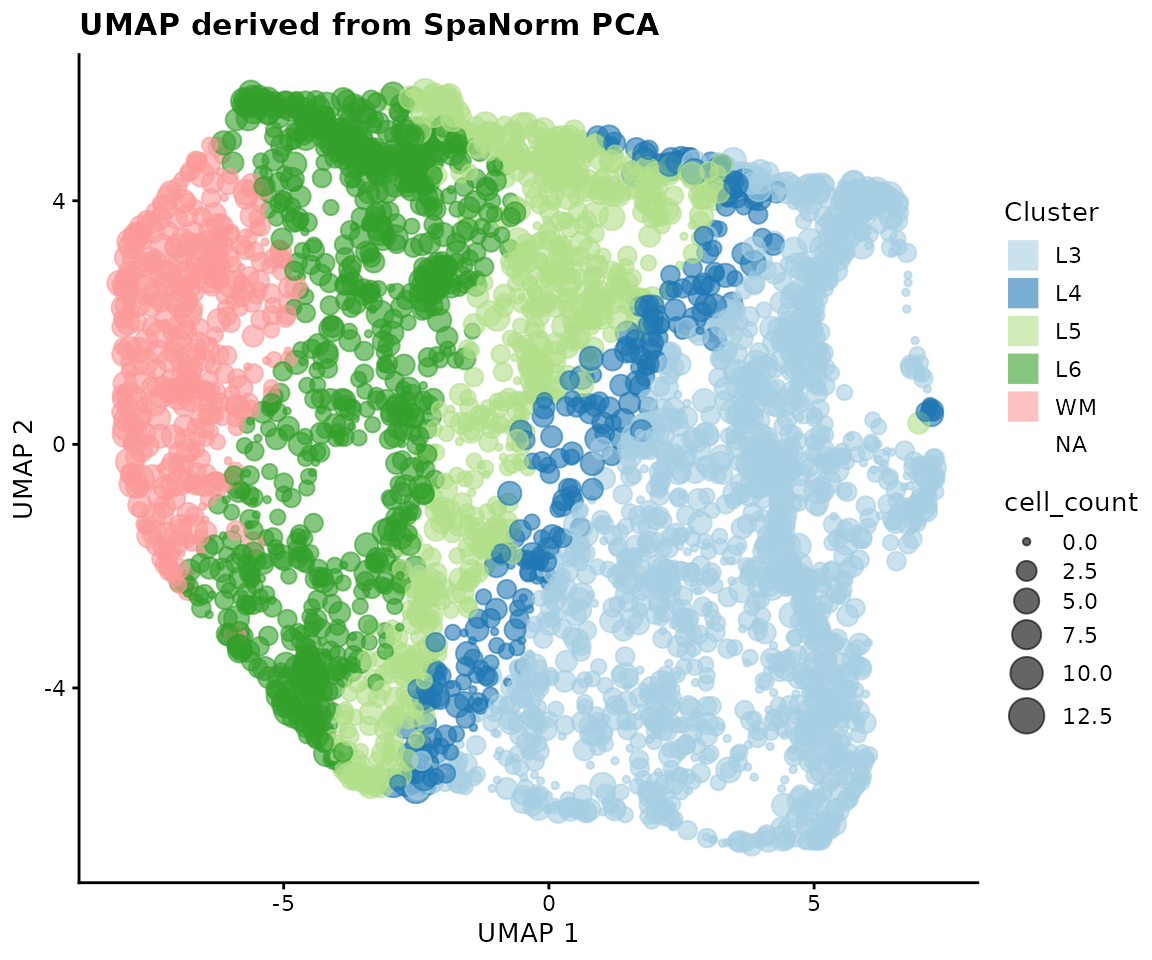 UMAP derived from SpaNorm PCA
4
0
-4
UMAP 2
-5
0
5
UMAP 1
Cluster
L3
L4
L5
L6
WM
NA
cell_count
0.0
2.5
5.0
7.5
10.0
12.5